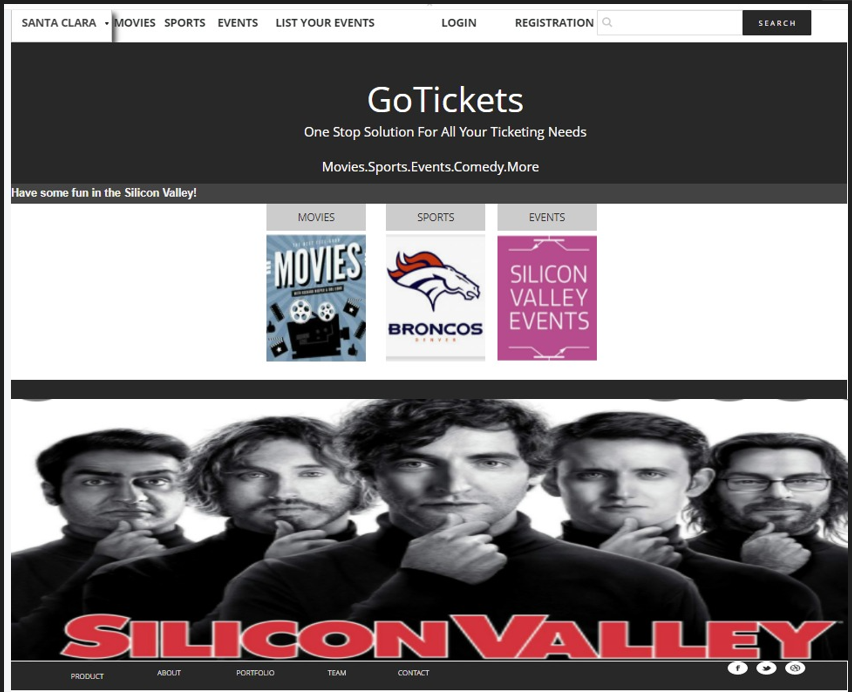 SANTA CLARA MOVIES SPORTS EVENTS LIST YOUR EVENTS LOGIN REGISTRATION SEARCH
GoTickets
One Stop Solution For All Your Ticketing Needs
Movies.Sports.Events.Comedy.More
Have some fun in the Silicon Valley!
MOVIES SPORTS EVENTS
MOVIES
BRONCOS
DENVER
SILICON
VALLEY
EVENTS
SILICON VALLEY
PRODUCT ABOUT PORTFOLIO TEAM CONTACT